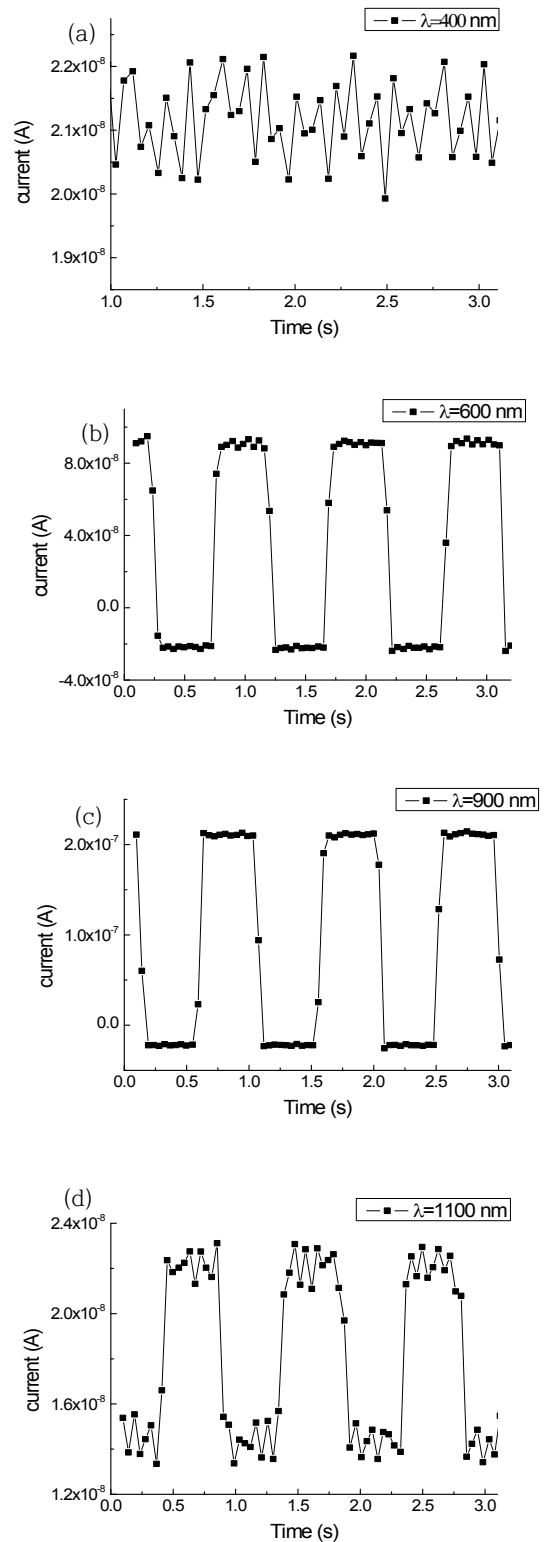 (a)
λ=400 nm
2.2x10⁻⁸
2.1x10⁻⁸
2.0x10⁻⁸
1.9x10⁻⁸
current (A)
1.0 1.5 2.0 2.5 3.0
Time (s)
(b)
λ=600 nm
8.0x10⁻⁸
4.0x10⁻⁸
0.0
-4.0x10⁻⁸
current (A)
0.0 0.5 1.0 1.5 2.0 2.5 3.0
Time (s)
(c)
λ=900 nm
2.0x10⁻⁷
1.0x10⁻⁷
0.0
current (A)
0.0 0.5 1.0 1.5 2.0 2.5 3.0
Time (s)
(d)
λ=1100 nm
2.4x10⁻⁸
2.0x10⁻⁸
1.6x10⁻⁸
1.2x10⁻⁸
current (A)
0.0 0.5 1.0 1.5 2.0 2.5 3.0
Time (s)